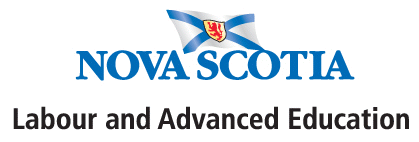 NOVA SCOTIA
Labour and Advanced Education